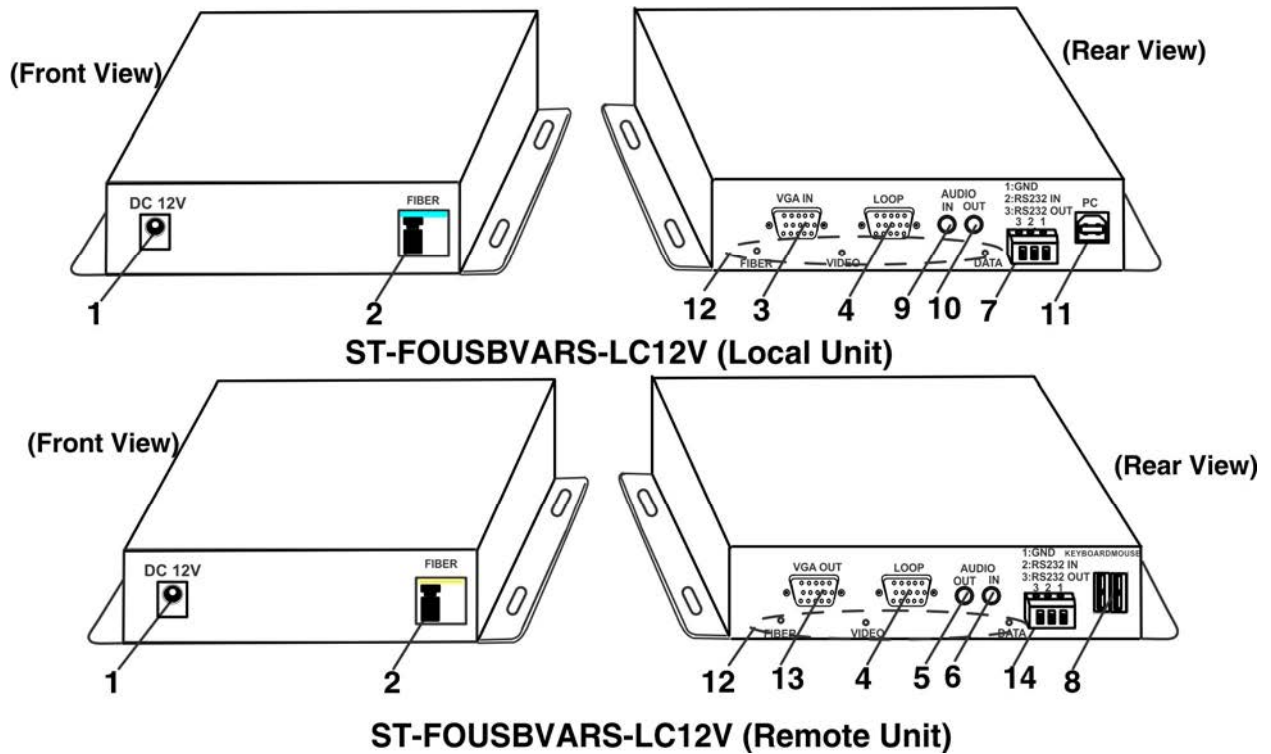 (Front View)
(Rear View)
DC 12V
FIBER
VGA IN
LOOP
AUDIO
IN OUT
1:GND
2:RS232 IN
3:RS232 OUT
3 2 1
PC
FIBER
VIDEO
DATA
1
2
12
3
4
9
10
7
11
ST-FOUSBVARS-LC12V (Local Unit)
(Front View)
(Rear View)
DC 12V
FIBER
VGA OUT
LOOP
AUDIO
OUT IN
1:GND
2:RS232 IN
3:RS232 OUT
3 2 1
KEYBOARDMOUSE
FIBER
VIDEO
DATA
1
2
12
13
4
5
6
14
8
ST-FOUSBVARS-LC12V (Remote Unit)